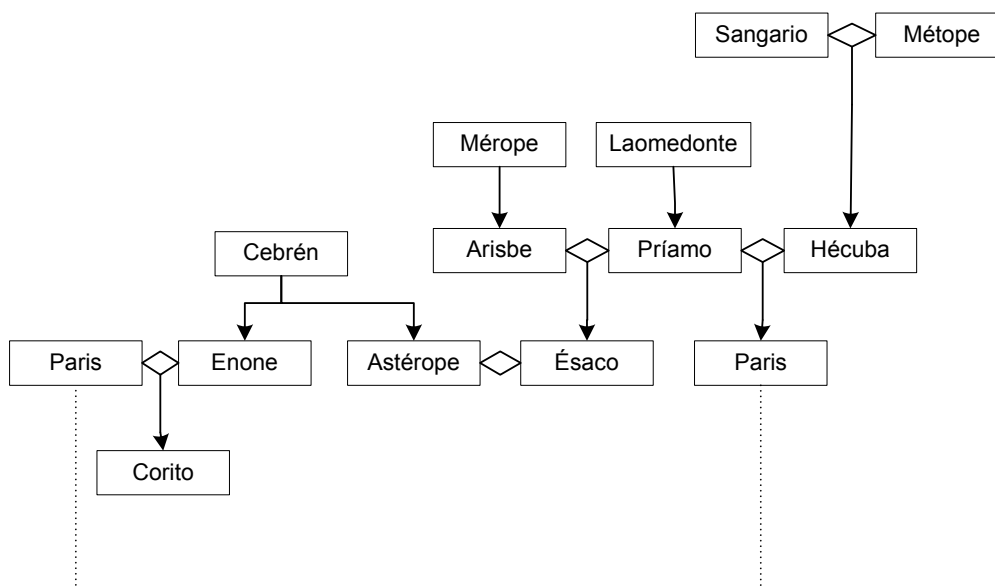 Sangario
Métope
Mérope
Laomedonte
Arisbe
Príamo
Hécuba
Cebrén
Paris
Enone
Astérope
Ésaco
Paris
Corito